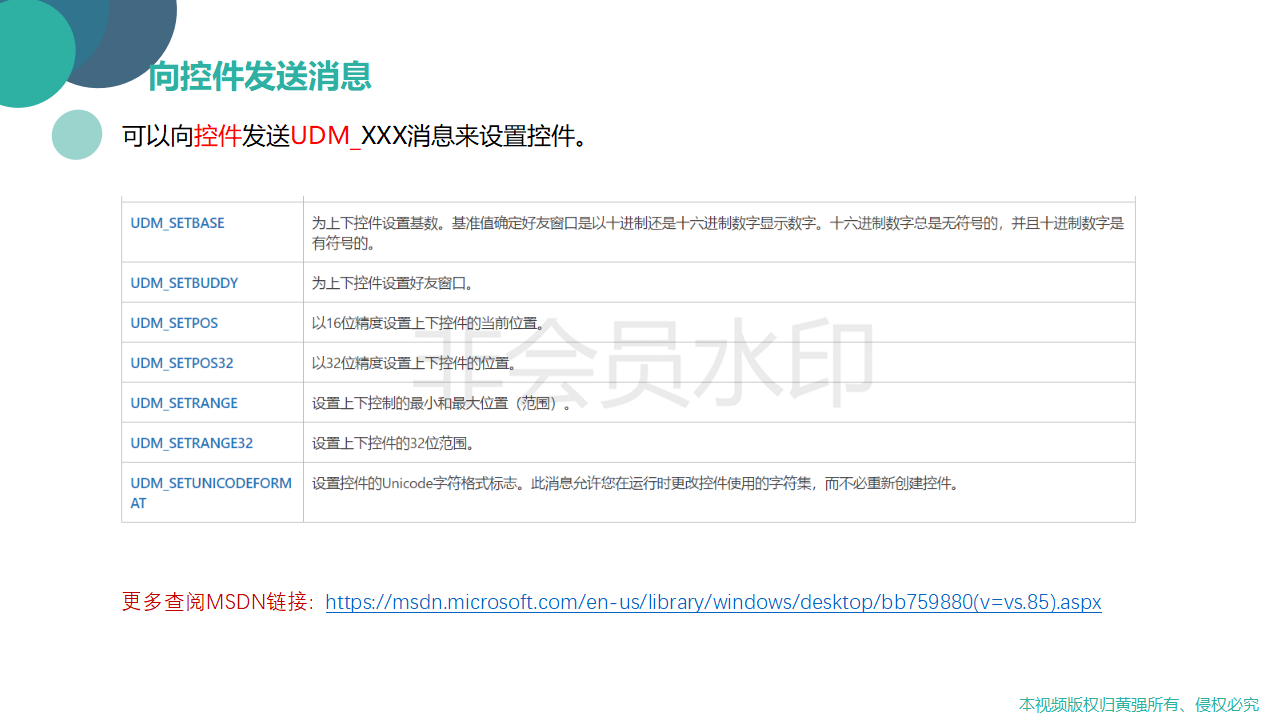 向控件发送消息
可以向控件发送UDM_XXX消息来设置控件。
UDM_SETBASE 为上下控件设置基数。基准值确定好友窗口是以十进制还是十六进制数字显示数字。十六进制数字总是无符号的，并且十进制数字是
有符号的。
UDM_SETBUDDY 为上下控件设置好友窗口。
UDM_SETPOS 以16位精度设置上下控件的当前位置。
UDM_SETPOS32 以32位精度设置上下控件的位置。
非会员水印
UDM_SETRANGE 设置上下控制的最小和最大位置（范围）。
UDM_SETRANGE32 设置上下控件的32位范围。
UDM_SETUNICODEFORM 设置控件的Unicode字符格式标志。此消息允许您在运行时更改控件使用的字符集，而不必重新创建控件。
AT
更多查阅MSDN链接：https://msdn.microsoft.com/en-us/library/windows/desktop/bb759880(v=vs.85).aspx
本视频版权归黄强所有、侵权必究